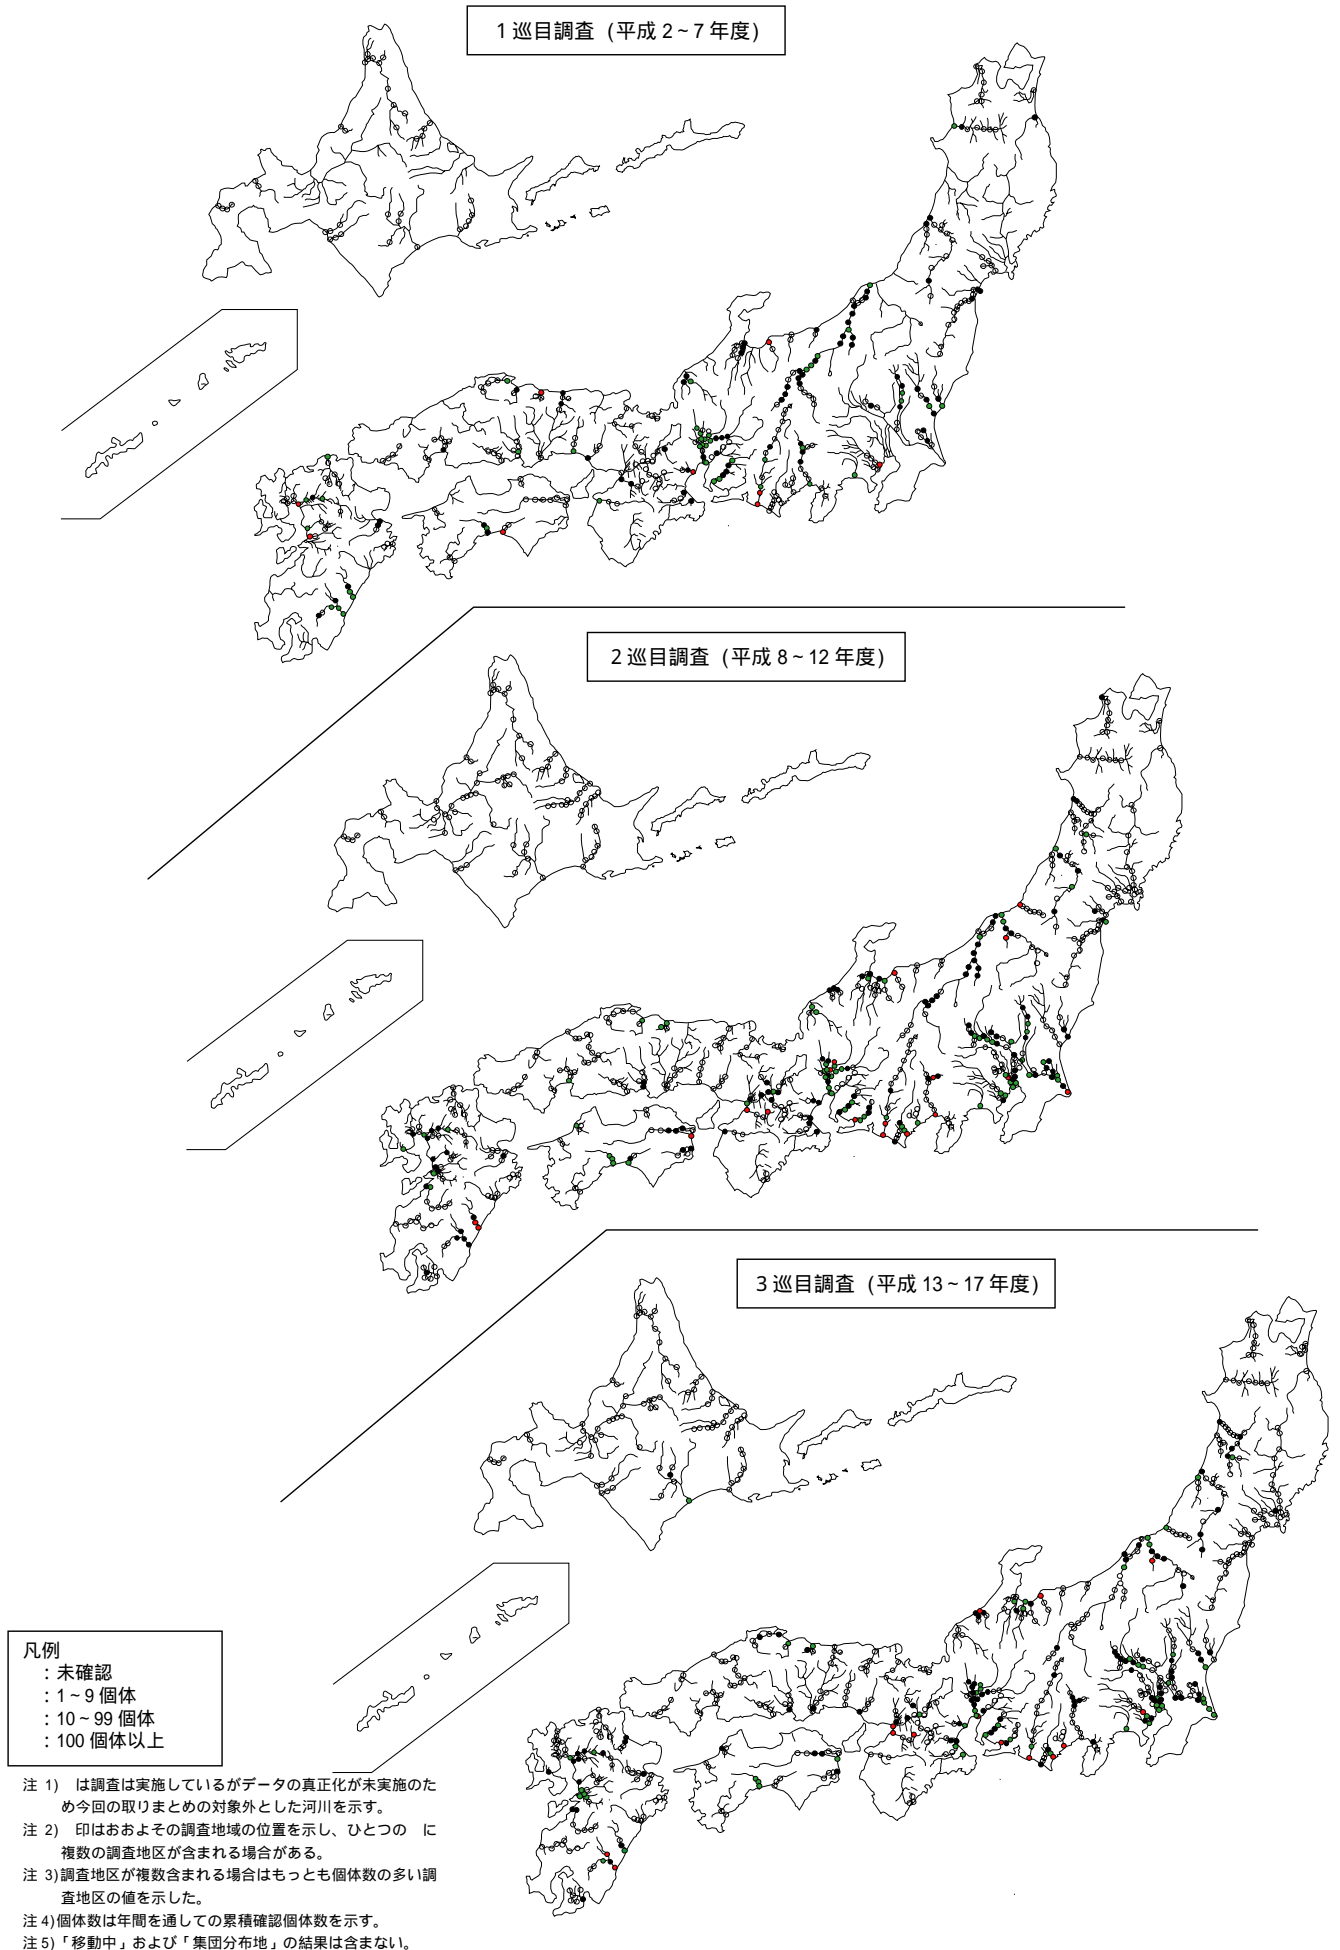 1 巡目調査 (平成 2 ~ 7 年度)
2 巡目調査 (平成 8 ~ 12 年度)
3 巡目調査 (平成 13 ~ 17 年度)
凡例
: 未確認
: 1 ~ 9 個体
: 10 ~ 99 個体
: 100 個体以上
注 1) は調査は実施しているがデータの真正化が未実施のた
め今回の取りまとめの対象外とした河川を示す。
注 2) 印はおおよその調査地域の位置を示し、ひとつの に
複数の調査地区が含まれる場合がある。
注 3)調査地区が複数含まれる場合はもっとも個体数の多い調
査地区の値を示した。
注 4)個体数は年間を通しての累積確認個体数を示す。
注 5)「移動中」および「集団分布地」の結果は含まない。